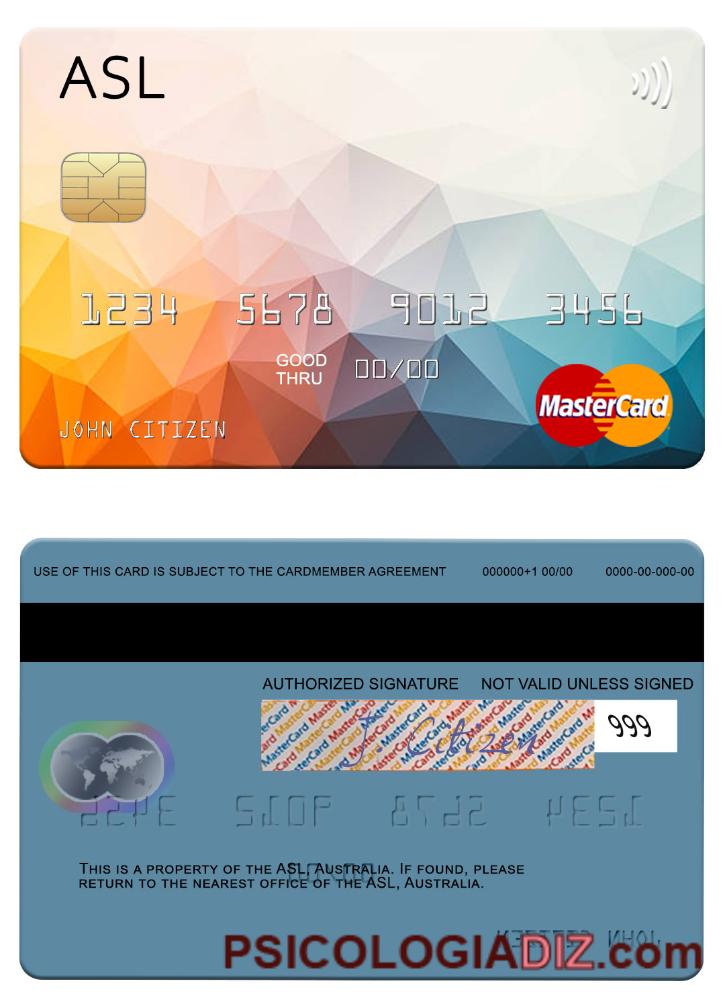 ASL
1234 5678 9012 3456
GOOD THRU 00/00
JOHN CITIZEN
MasterCard
USE OF THIS CARD IS SUBJECT TO THE CARDMEMBER AGREEMENT 000000+1 00/00 0000-00-000-00
AUTHORIZED SIGNATURE NOT VALID UNLESS SIGNED
J Citizen 999
THIS IS A PROPERTY OF THE ASL, AUSTRALIA. IF FOUND, PLEASE
RETURN TO THE NEAREST OFFICE OF THE ASL, AUSTRALIA.
PSICOLOGIADIZ.com